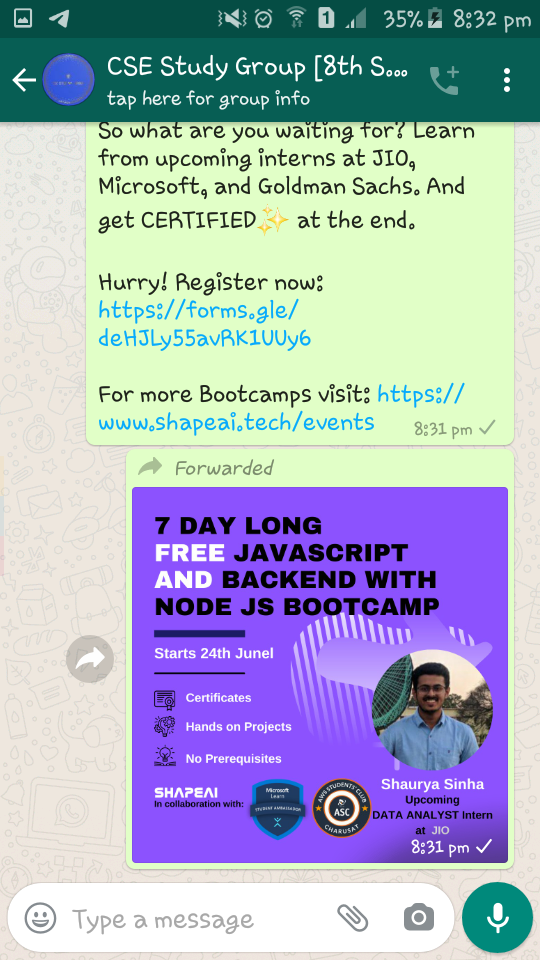 35% 8:32 pm
CSE Study Group [8th S...
tap here for group info
So what are you waiting for? Learn
from upcoming interns at JIO,
Microsoft, and Goldman Sachs. And
get CERTIFIED✨ at the end.
Hurry! Register now:
https://forms.gle/
deHJLy55avRK1UUy6
For more Bootcamps visit: https://
www.shapeai.tech/events
8:31 pm
Forwarded
7 DAY LONG
FREE JAVASCRIPT
AND BACKEND WITH
NODE JS BOOTCAMP
Starts 24th Junel
Certificates
Hands on Projects
No Prerequisites
SHAPEAI
In collaboration with:
Microsoft
Learn
STUDENT AMBASSADOR
AWS STUDENTS CLUB
ASC
CHARUSAT
Shaurya Sinha
Upcoming
DATA ANALYST Intern
at JIO
8:31 pm
Type a message